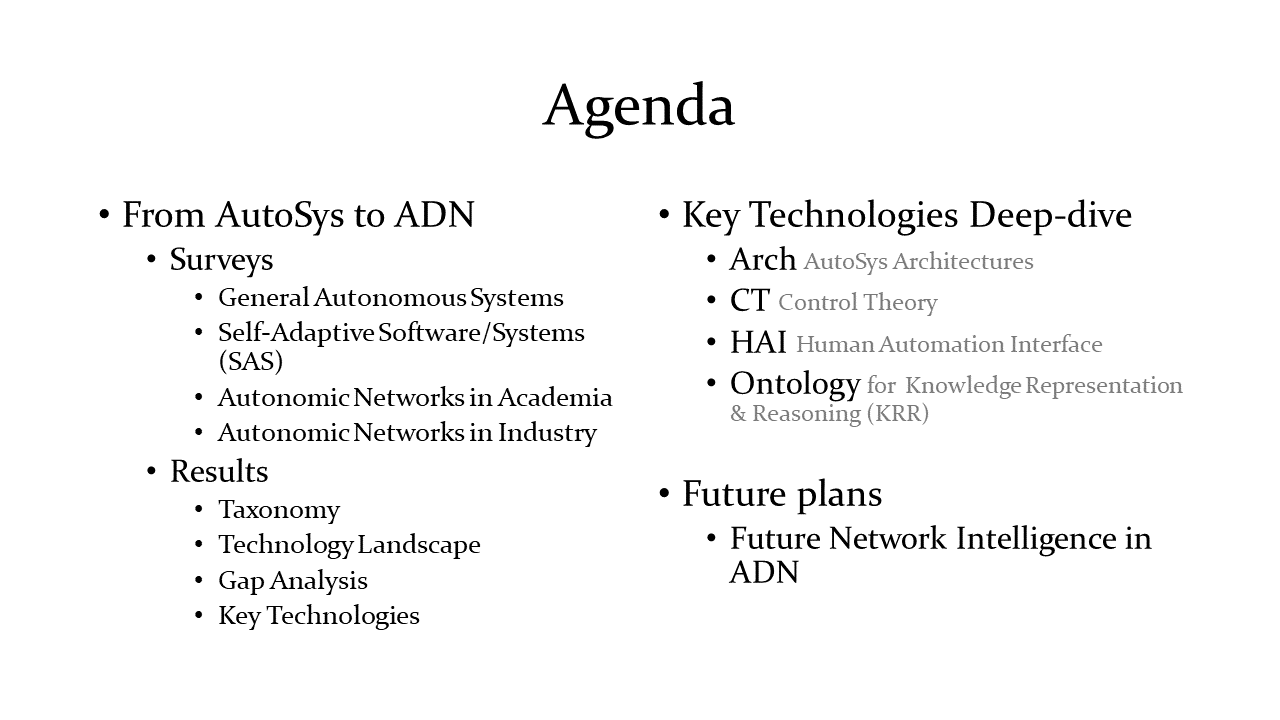 Agenda
• From AutoSys to ADN
• Surveys
• General Autonomous Systems
• Self-Adaptive Software/Systems
(SAS)
• Autonomic Networks in Academia
• Autonomic Networks in Industry
• Results
• Taxonomy
• Technology Landscape
• Gap Analysis
• Key Technologies
• Key Technologies Deep-dive
• Arch AutoSys Architectures
• CT Control Theory
• HAI Human Automation Interface
• Ontology for Knowledge Representation
& Reasoning (KRR)
• Future plans
• Future Network Intelligence in
ADN